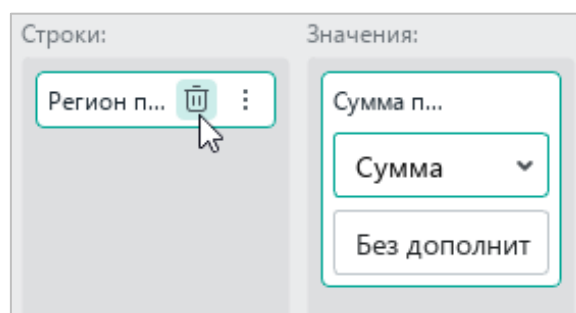 Строки:
Значения:
Регион п...
Сумма п...
Сумма
Без дополнит